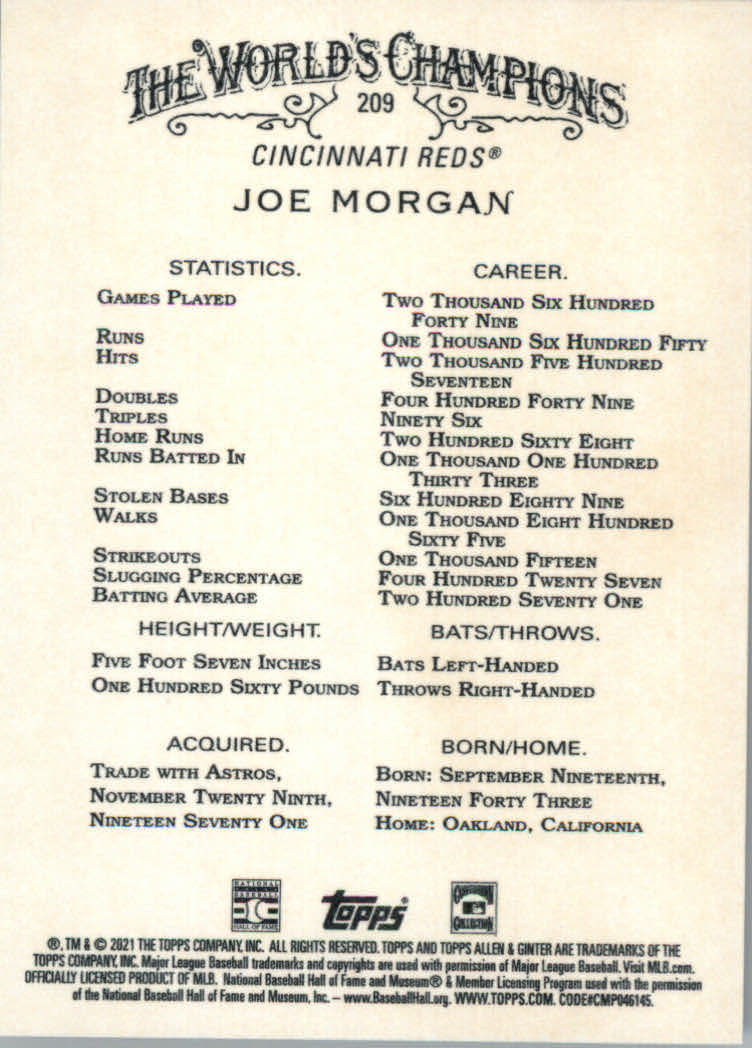 THE WORLD'S CHAMPIONS
209
CINCINNATI REDS®
JOE MORGAN
STATISTICS. CAREER.
GAMES PLAYED TWO THOUSAND SIX HUNDRED
FORTY NINE
RUNS ONE THOUSAND SIX HUNDRED FIFTY
HITS TWO THOUSAND FIVE HUNDRED
SEVENTEEN
DOUBLES FOUR HUNDRED FORTY NINE
TRIPLES NINETY SIX
HOME RUNS TWO HUNDRED SIXTY EIGHT
RUNS BATTED IN ONE THOUSAND ONE HUNDRED
THIRTY THREE
STOLEN BASES SIX HUNDRED EIGHTY NINE
WALKS ONE THOUSAND EIGHT HUNDRED
SIXTY FIVE
STRIKEOUTS ONE THOUSAND FIFTEEN
SLUGGING PERCENTAGE FOUR HUNDRED TWENTY SEVEN
BATTING AVERAGE TWO HUNDRED SEVENTY ONE
HEIGHT/WEIGHT. BATS/THROWS.
FIVE FOOT SEVEN INCHES BATS LEFT-HANDED
ONE HUNDRED SIXTY POUNDS THROWS RIGHT-HANDED
ACQUIRED. BORN/HOME.
TRADE WITH ASTROS, BORN: SEPTEMBER NINETEENTH,
NOVEMBER TWENTY NINTH, NINETEEN FORTY THREE
NINETEEN SEVENTY ONE HOME: OAKLAND, CALIFORNIA
NATIONAL
BASEBALL
HALL OF FAME
Topps®
COOPERSTOWN
COLLECTION
®, TM & © 2021 THE TOPPS COMPANY, INC. ALL RIGHTS RESERVED. TOPPS AND TOPPS ALLEN & GINTER ARE TRADEMARKS OF THE
TOPPS COMPANY, INC. Major League Baseball trademarks and copyrights are used with permission of Major League Baseball. Visit MLB.com.
OFFICIALLY LICENSED PRODUCT OF MLB. National Baseball Hall of Fame and Museum® & Member Licensing Program used with the permission
of the National Baseball Hall of Fame and Museum, Inc. – www.BaseballHall.org. WWW.TOPPS.COM. CODE#CMP046145.